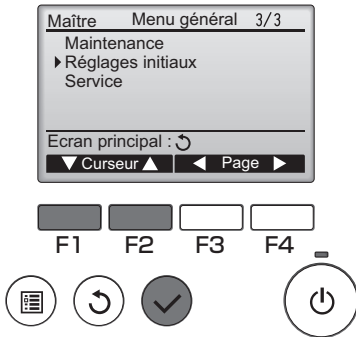 Maître Menu général 3/3
Maintenance
Réglages initiaux
Service
Ecran principal :
Curseur Page
F1 F2 F3 F4